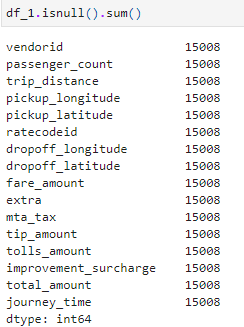 df_1.isnull().sum()
vendorid 15008
passenger_count 15008
trip_distance 15008
pickup_longitude 15008
pickup_latitude 15008
ratecodeid 15008
dropoff_longitude 15008
dropoff_latitude 15008
fare_amount 15008
extra 15008
mta_tax 15008
tip_amount 15008
tolls_amount 15008
improvement_surcharge 15008
total_amount 15008
journey_time 15008
dtype: int64